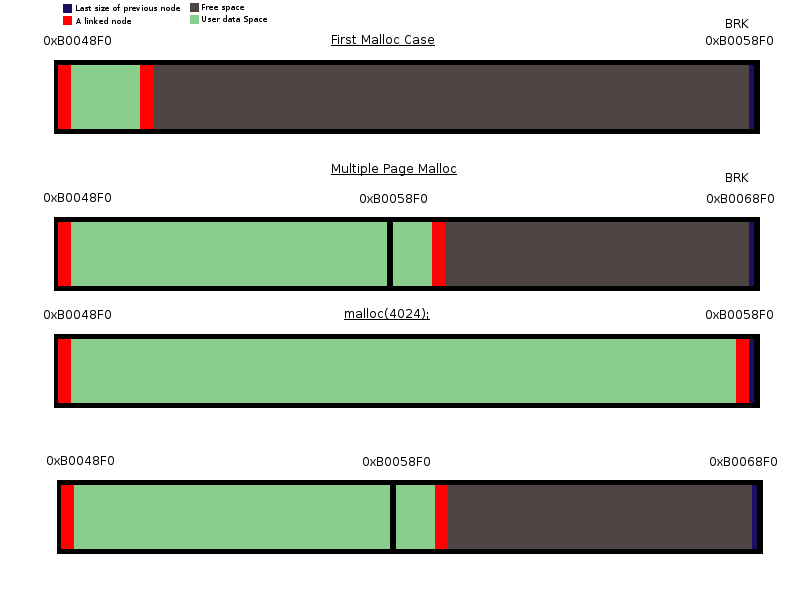 Last size of previous node
Free space
A linked node
User data Space
BRK
0xB0048F0
First Malloc Case
0xB0058F0
Multiple Page Malloc
BRK
0xB0048F0
0xB0058F0
0xB0068F0
0xB0048F0
malloc(4024);
0xB0058F0
0xB0048F0
0xB0058F0
0xB0068F0